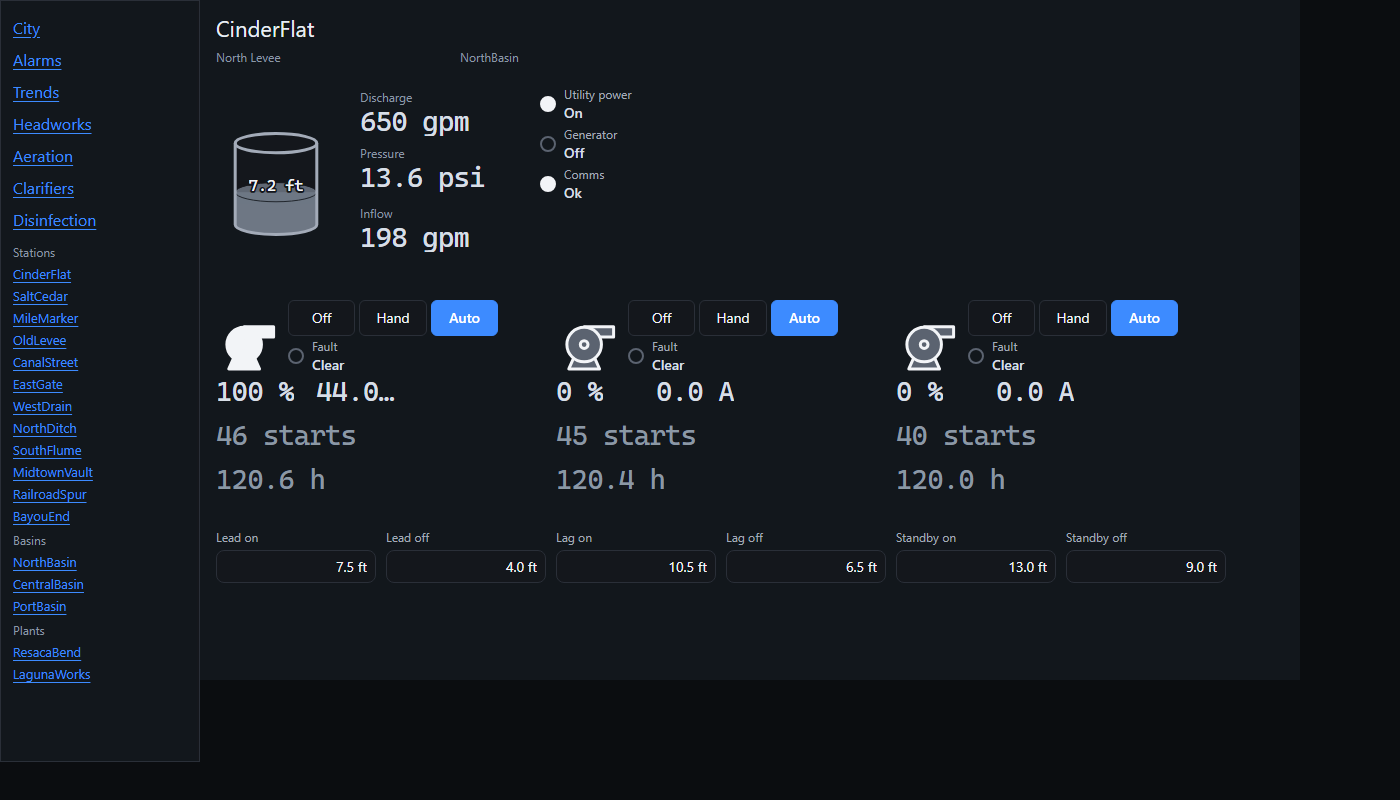 City
Alarms
Trends
Headworks
Aeration
Clarifiers
Disinfection
Stations
CinderFlat
SaltCedar
MileMarker
OldLevee
CanalStreet
EastGate
WestDrain
NorthDitch
SouthFlume
MidtownVault
RailroadSpur
BayouEnd
Basins
NorthBasin
CentralBasin
PortBasin
Plants
ResacaBend
LagunaWorks
CinderFlat
North Levee NorthBasin
7.2 ft
Discharge
650 gpm
Pressure
13.6 psi
Inflow
198 gpm
Utility power
On
Generator
Off
Comms
Ok
Off Hand Auto
Fault
Clear
100 % 44.0…
46 starts
120.6 h
Off Hand Auto
Fault
Clear
0 % 0.0 A
45 starts
120.4 h
Off Hand Auto
Fault
Clear
0 % 0.0 A
40 starts
120.0 h
Lead on Lead off Lag on Lag off Standby on Standby off
7.5 ft 4.0 ft 10.5 ft 6.5 ft 13.0 ft 9.0 ft